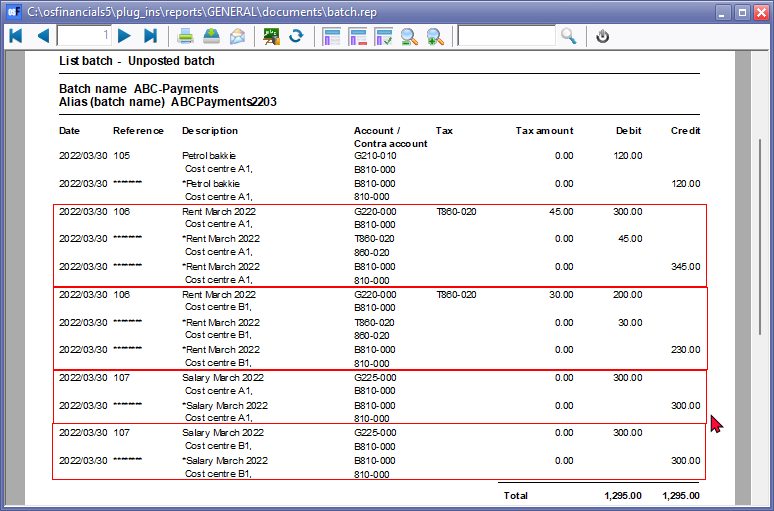 C:\osfinancials5\plug_ins\reports\GENERAL\documents\batch.rep
1
List batch - Unposted batch
Batch name ABC-Payments
Alias (batch name) ABCPayments2203
Date Reference Description Account / Tax Tax amount Debit Credit
Contra account
2022/03/30 105 Petrol bakkie G210-010 0.00 120.00
Cost centre A1, B810-000
2022/03/30 ******** *Petrol bakkie B810-000 0.00 120.00
Cost centre A1, 810-000
2022/03/30 106 Rent March 2022 G220-000 T860-020 45.00 300.00
Cost centre A1, B810-000
2022/03/30 ******** *Rent March 2022 T860-020 0.00 45.00
Cost centre A1, 860-020
2022/03/30 ******** *Rent March 2022 B810-000 0.00 345.00
Cost centre A1, 810-000
2022/03/30 106 Rent March 2022 G220-000 T860-020 30.00 200.00
Cost centre B1, B810-000
2022/03/30 ******** *Rent March 2022 T860-020 0.00 30.00
Cost centre B1, 860-020
2022/03/30 ******** *Rent March 2022 B810-000 0.00 230.00
Cost centre B1, 810-000
2022/03/30 107 Salary March 2022 G225-000 0.00 300.00
Cost centre A1, B810-000
2022/03/30 ******** *Salary March 2022 B810-000 0.00 300.00
Cost centre A1, 810-000
2022/03/30 107 Salary March 2022 G225-000 0.00 300.00
Cost centre B1, B810-000
2022/03/30 ******** *Salary March 2022 B810-000 0.00 300.00
Cost centre B1, 810-000
Total 1,295.00 1,295.00